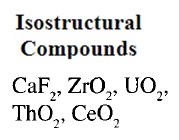 Isostructural
Compounds
CaF₂, ZrO₂, UO₂,
ThO₂, CeO₂